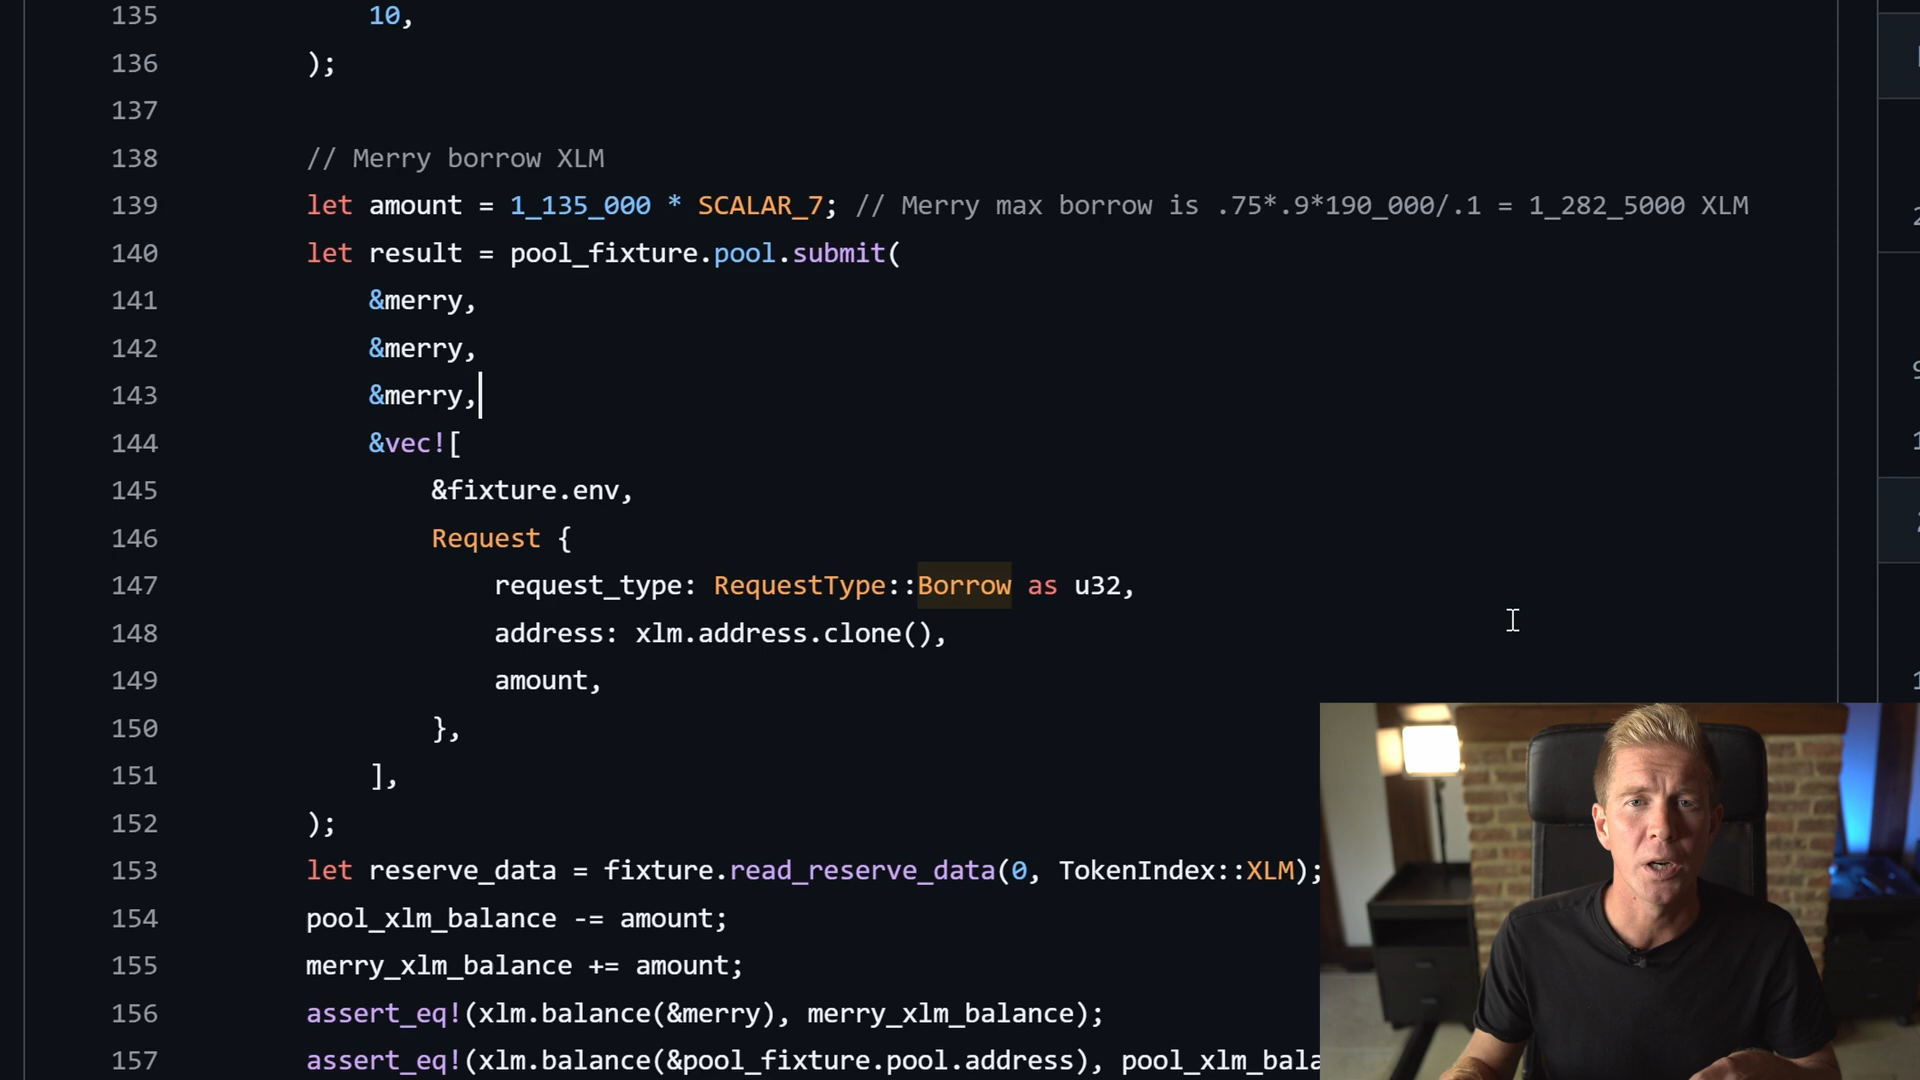 135 10,
136 );
137
138 // Merry borrow XLM
139 let amount = 1_135_000 * SCALAR_7; // Merry max borrow is .75*.9*190_000/.1 = 1_282_5000 XLM
140 let result = pool_fixture.pool.submit(
141 &merry,
142 &merry,
143 &merry,
144 &vec![
145 &fixture.env,
146 Request {
147 request_type: RequestType::Borrow as u32,
148 address: xlm.address.clone(),
149 amount,
150 },
151 ],
152 );
153 let reserve_data = fixture.read_reserve_data(0, TokenIndex::XLM);
154 pool_xlm_balance -= amount;
155 merry_xlm_balance += amount;
156 assert_eq!(xlm.balance(&merry), merry_xlm_balance);
157 assert_eq!(xlm.balance(&pool_fixture.pool.address), pool_xlm_bala